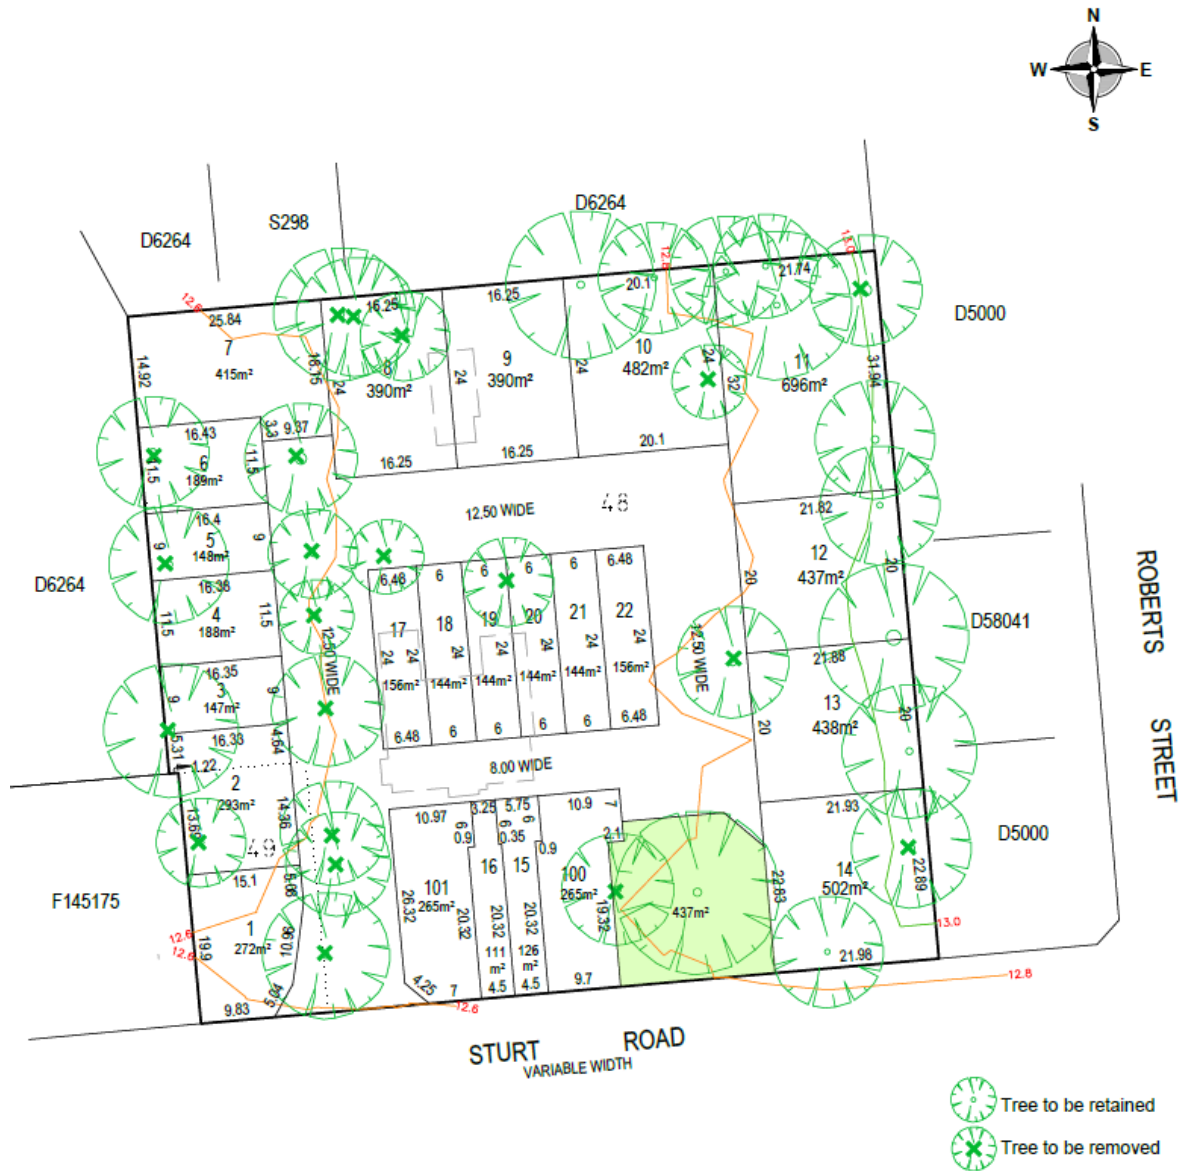 N
W E
S
D6264
S298
D6264
D5000
12.6
25.84
16.25
16.25
20.1
12.8
21.74
13.0
14.92
7
415m²
18.15
24
8
390m²
24
9
390m²
24
10
482m²
24
32
11
696m²
31.94
16.43
3.3
9.37
16.25
16.25
20.1
11.5
6
189m²
11.5
12.50 WIDE
48
21.82
16.4
9
5
148m²
9
16.38
12
437m²
20
20
D6264
11.5
4
188m²
11.5
6.48
6
6
6
6
6.48
17
18
19
20
21
22
24
24
24
24
24
24
24
156m²
144m²
144m²
144m²
144m²
156m²
6.48
6
6
6
6
6.48
12.50 WIDE
12.50 WIDE
D58041
ROBERTS
STREET
16.35
9
3
147m²
9
21.88
13
438m²
20
20
5.31
16.33
4.64
1.22
8.00 WIDE
2
293m²
13.69
14.36
49
15.1
10.97
3.25
5.75
10.9
7
6
0.9
6
0.35
0.9
2.1
21.93
D5000
16
15
100
265m²
101
265m²
14
502m²
22.89
F145175
5.08
26.32
20.32
20.32
20.32
19.32
437m²
22.83
1
272m²
10.96
19.9
12.6
12.6
111
m²
126
m²
13.0
21.98
12.8
9.83
5.04
4.25
7
4.5
4.5
9.7
12.6
STURT ROAD
VARIABLE WIDTH
Tree to be retained
Tree to be removed